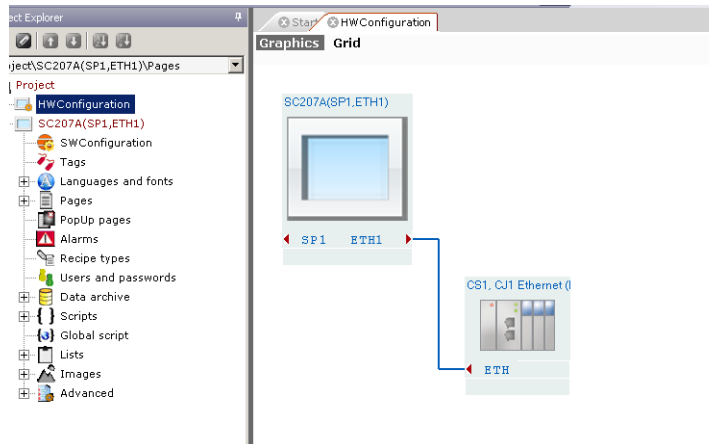 ect Explorer
Start
HWConfiguration
Graphics Grid
ject\SC207A(SP1,ETH1)\Pages
Project
HWConfiguration
SC207A(SP1,ETH1)
SWConfiguration
Tags
Languages and fonts
Pages
PopUp pages
Alarms
Recipe types
Users and passwords
Data archive
Scripts
Global script
Lists
Images
Advanced
SC207A(SP1,ETH1)
SP1 ETH1
CS1, CJ1 Ethernet (
ETH